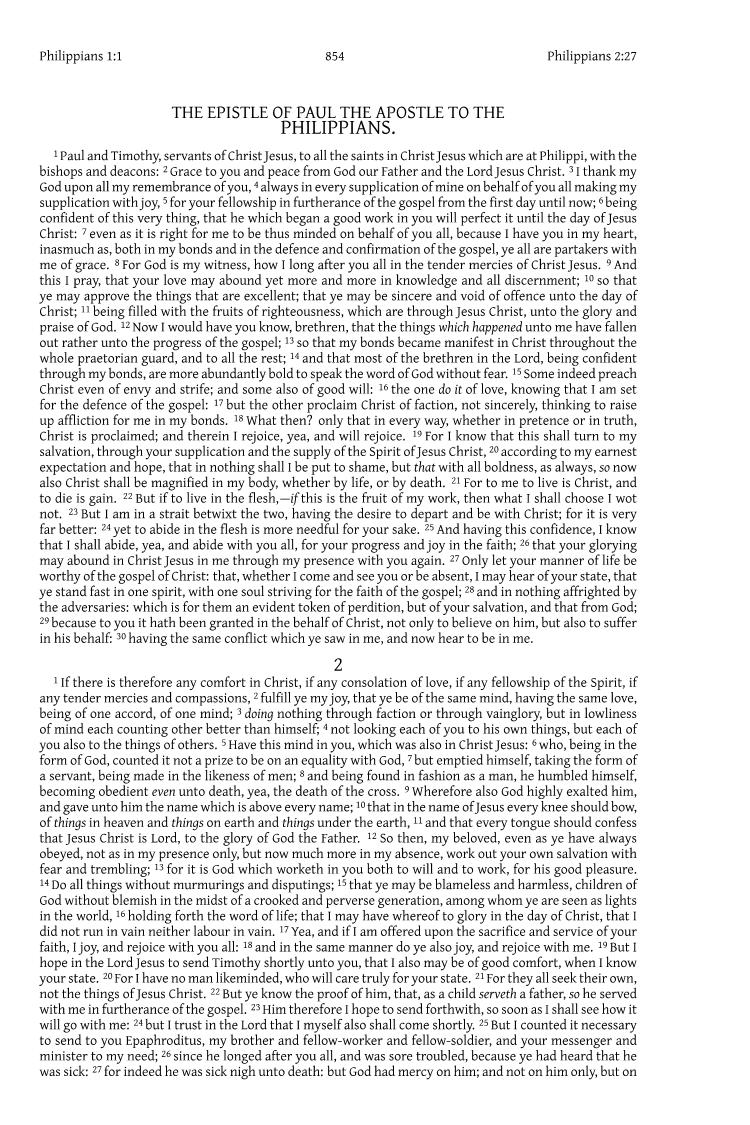 Philippians 1:1 854 Philippians 2:27
THE EPISTLE OF PAUL THE APOSTLE TO THE
PHILIPPIANS.
1 Paul and Timothy, servants of Christ Jesus, to all the saints in Christ Jesus which are at Philippi, with the
bishops and deacons: 2 Grace to you and peace from God our Father and the Lord Jesus Christ. 3 I thank my
God upon all my remembrance of you, 4 always in every supplication of mine on behalf of you all making my
supplication with joy, 5 for your fellowship in furtherance of the gospel from the first day until now; 6 being
confident of this very thing, that he which began a good work in you will perfect it until the day of Jesus
Christ: 7 even as it is right for me to be thus minded on behalf of you all, because I have you in my heart,
inasmuch as, both in my bonds and in the defence and confirmation of the gospel, ye all are partakers with
me of grace. 8 For God is my witness, how I long after you all in the tender mercies of Christ Jesus. 9 And
this I pray, that your love may abound yet more and more in knowledge and all discernment; 10 so that
ye may approve the things that are excellent; that ye may be sincere and void of offence unto the day of
Christ; 11 being filled with the fruits of righteousness, which are through Jesus Christ, unto the glory and
praise of God. 12 Now I would have you know, brethren, that the things which happened unto me have fallen
out rather unto the progress of the gospel; 13 so that my bonds became manifest in Christ throughout the
whole praetorian guard, and to all the rest; 14 and that most of the brethren in the Lord, being confident
through my bonds, are more abundantly bold to speak the word of God without fear. 15 Some indeed preach
Christ even of envy and strife; and some also of good will: 16 the one do it of love, knowing that I am set
for the defence of the gospel: 17 but the other proclaim Christ of faction, not sincerely, thinking to raise
up affliction for me in my bonds. 18 What then? only that in every way, whether in pretence or in truth,
Christ is proclaimed; and therein I rejoice, yea, and will rejoice. 19 For I know that this shall turn to my
salvation, through your supplication and the supply of the Spirit of Jesus Christ, 20 according to my earnest
expectation and hope, that in nothing shall I be put to shame, but that with all boldness, as always, so now
also Christ shall be magnified in my body, whether by life, or by death. 21 For to me to live is Christ, and
to die is gain. 22 But if to live in the flesh,—if this is the fruit of my work, then what I shall choose I wot
not. 23 But I am in a strait betwixt the two, having the desire to depart and be with Christ; for it is very
far better: 24 yet to abide in the flesh is more needful for your sake. 25 And having this confidence, I know
that I shall abide, yea, and abide with you all, for your progress and joy in the faith; 26 that your glorying
may abound in Christ Jesus in me through my presence with you again. 27 Only let your manner of life be
worthy of the gospel of Christ: that, whether I come and see you or be absent, I may hear of your state, that
ye stand fast in one spirit, with one soul striving for the faith of the gospel; 28 and in nothing affrighted by
the adversaries: which is for them an evident token of perdition, but of your salvation, and that from God;
29 because to you it hath been granted in the behalf of Christ, not only to believe on him, but also to suffer
in his behalf: 30 having the same conflict which ye saw in me, and now hear to be in me.
2
1 If there is therefore any comfort in Christ, if any consolation of love, if any fellowship of the Spirit, if
any tender mercies and compassions, 2 fulfill ye my joy, that ye be of the same mind, having the same love,
being of one accord, of one mind; 3 doing nothing through faction or through vainglory, but in lowliness
of mind each counting other better than himself; 4 not looking each of you to his own things, but each of
you also to the things of others. 5 Have this mind in you, which was also in Christ Jesus: 6 who, being in the
form of God, counted it not a prize to be on an equality with God, 7 but emptied himself, taking the form of
a servant, being made in the likeness of men; 8 and being found in fashion as a man, he humbled himself,
becoming obedient even unto death, yea, the death of the cross. 9 Wherefore also God highly exalted him,
and gave unto him the name which is above every name; 10 that in the name of Jesus every knee should bow,
of things in heaven and things on earth and things under the earth, 11 and that every tongue should confess
that Jesus Christ is Lord, to the glory of God the Father. 12 So then, my beloved, even as ye have always
obeyed, not as in my presence only, but now much more in my absence, work out your own salvation with
fear and trembling; 13 for it is God which worketh in you both to will and to work, for his good pleasure.
14 Do all things without murmurings and disputings; 15 that ye may be blameless and harmless, children of
God without blemish in the midst of a crooked and perverse generation, among whom ye are seen as lights
in the world, 16 holding forth the word of life; that I may have whereof to glory in the day of Christ, that I
did not run in vain neither labour in vain. 17 Yea, and if I am offered upon the sacrifice and service of your
faith, I joy, and rejoice with you all: 18 and in the same manner do ye also joy, and rejoice with me. 19 But I
hope in the Lord Jesus to send Timothy shortly unto you, that I also may be of good comfort, when I know
your state. 20 For I have no man likeminded, who will care truly for your state. 21 For they all seek their own,
not the things of Jesus Christ. 22 But ye know the proof of him, that, as a child serveth a father, so he served
with me in furtherance of the gospel. 23 Him therefore I hope to send forthwith, so soon as I shall see how it
will go with me: 24 but I trust in the Lord that I myself also shall come shortly. 25 But I counted it necessary
to send to you Epaphroditus, my brother and fellow-worker and fellow-soldier, and your messenger and
minister to my need; 26 since he longed after you all, and was sore troubled, because ye had heard that he
was sick: 27 for indeed he was sick nigh unto death: but God had mercy on him; and not on him only, but on